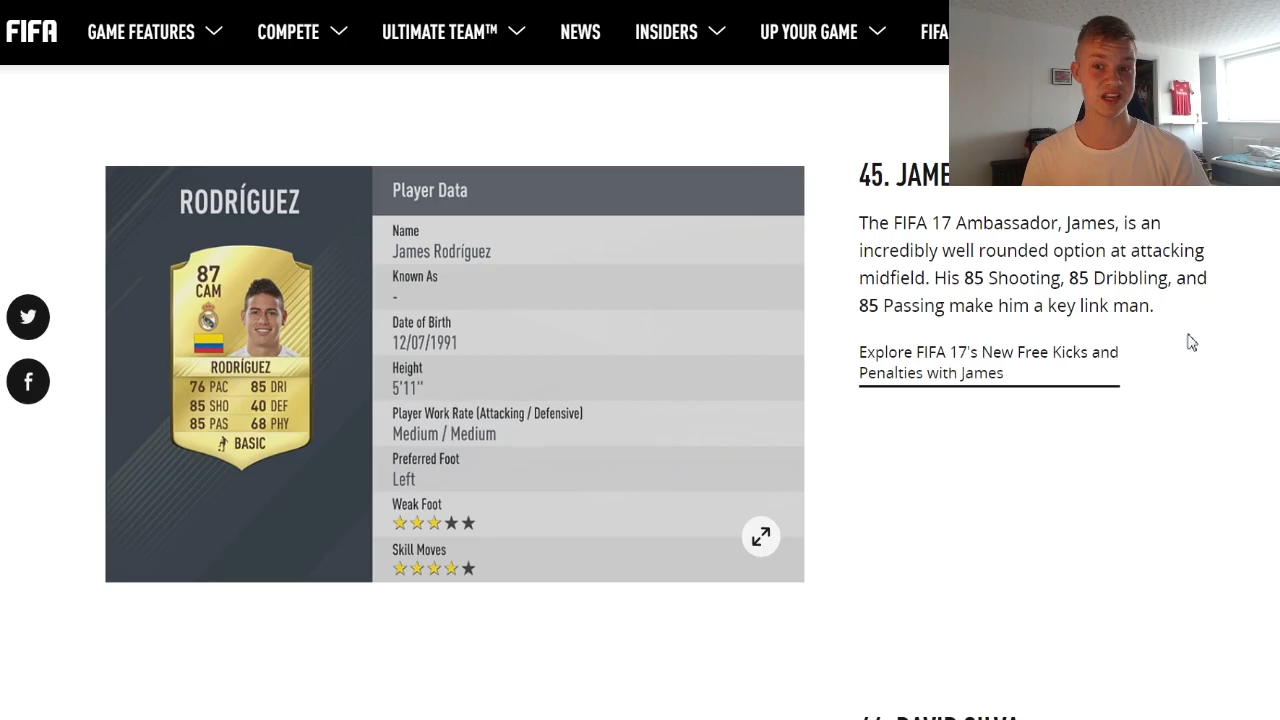 FIFA GAME FEATURES COMPETE ULTIMATE TEAM™ NEWS INSIDERS UP YOUR GAME FIFA
RODRÍGUEZ
87
CAM
RODRÍGUEZ
76 PAC 85 DRI
85 SHO 40 DEF
85 PAS 68 PHY
BASIC
Player Data
Name
James Rodríguez
Known As
-
Date of Birth
12/07/1991
Height
5'11"
Player Work Rate (Attacking / Defensive)
Medium / Medium
Preferred Foot
Left
Weak Foot
Skill Moves
45. JAME
The FIFA 17 Ambassador, James, is an
incredibly well rounded option at attacking
midfield. His 85 Shooting, 85 Dribbling, and
85 Passing make him a key link man.
Explore FIFA 17's New Free Kicks and
Penalties with James
44. DAVID SILVA